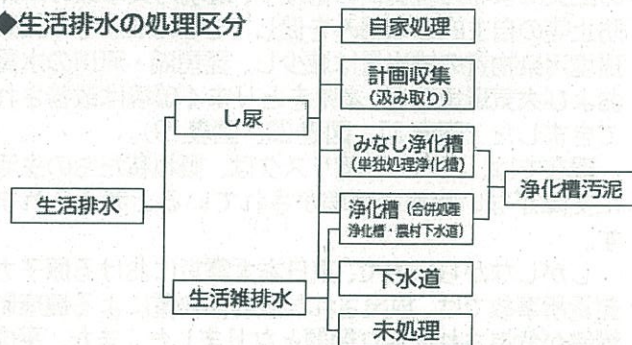 ◆生活排水の処理区分
自家処理
計画収集
(汲み取り)
し尿
みなし浄化槽
(単独処理浄化槽)
浄化槽汚泥
生活排水
浄化槽(合併処理
浄化槽・農村下水道)
下水道
生活雑排水
未処理